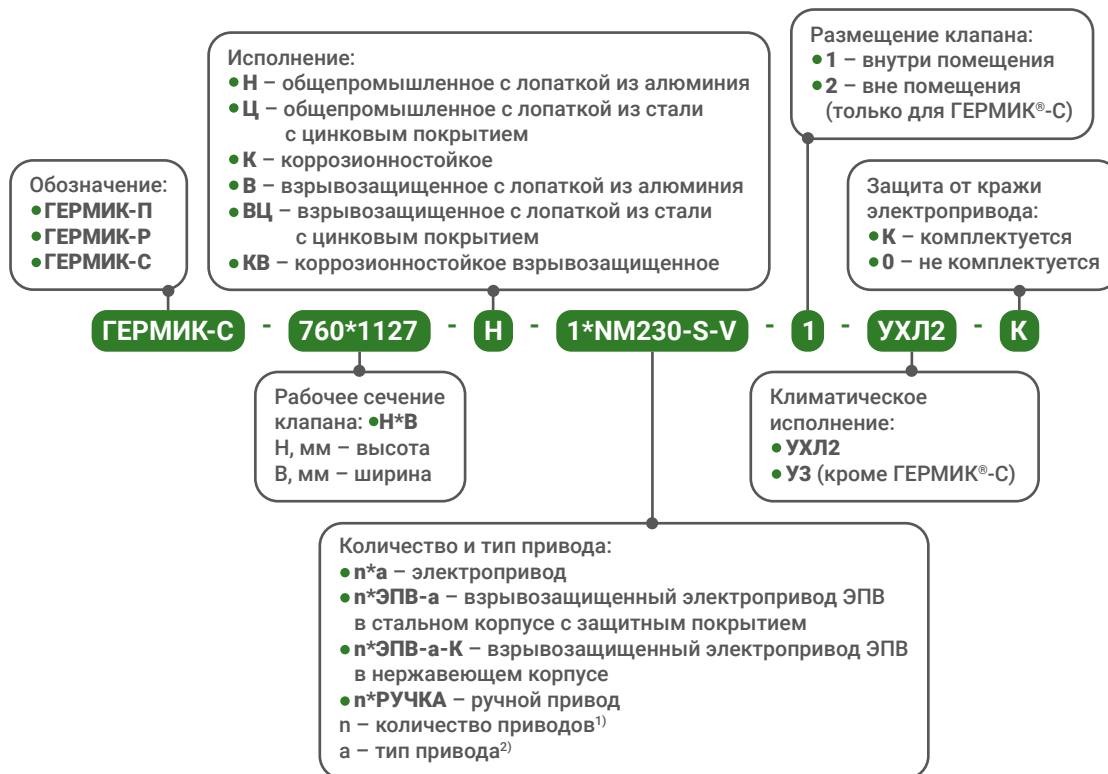 Размещение клапана:
1 – внутри помещения
2 – вне помещения
(только для ГЕРМИК®-С)
Исполнение:
Н – общепромышленное с лопаткой из алюминия
Ц – общепромышленное с лопаткой из стали
с цинковым покрытием
К – коррозионностойкое
В – взрывозащищенное с лопаткой из алюминия
ВЦ – взрывозащищенное с лопаткой из стали
с цинковым покрытием
КВ – коррозионностойкое взрывозащищенное
Обозначение:
ГЕРМИК-П
ГЕРМИК-Р
ГЕРМИК-С
Защита от кражи
электропривода:
К – комплектуется
0 – не комплектуется
ГЕРМИК-С - 760*1127 - Н - 1*NM230-S-V - 1 - УХЛ2 - К
Рабочее сечение
клапана: Н*В
Н, мм – высота
В, мм – ширина
Климатическое
исполнение:
УХЛ2
У3 (кроме ГЕРМИК®-С)
Количество и тип привода:
n*a – электропривод
n*ЭПВ-a – взрывозащищенный электропривод ЭПВ
в стальном корпусе с защитным покрытием
n*ЭПВ-a-К – взрывозащищенный электропривод ЭПВ
в нержавеющем корпусе
n*РУЧКА – ручной привод
n – количество приводов¹⁾
a – тип привода²⁾